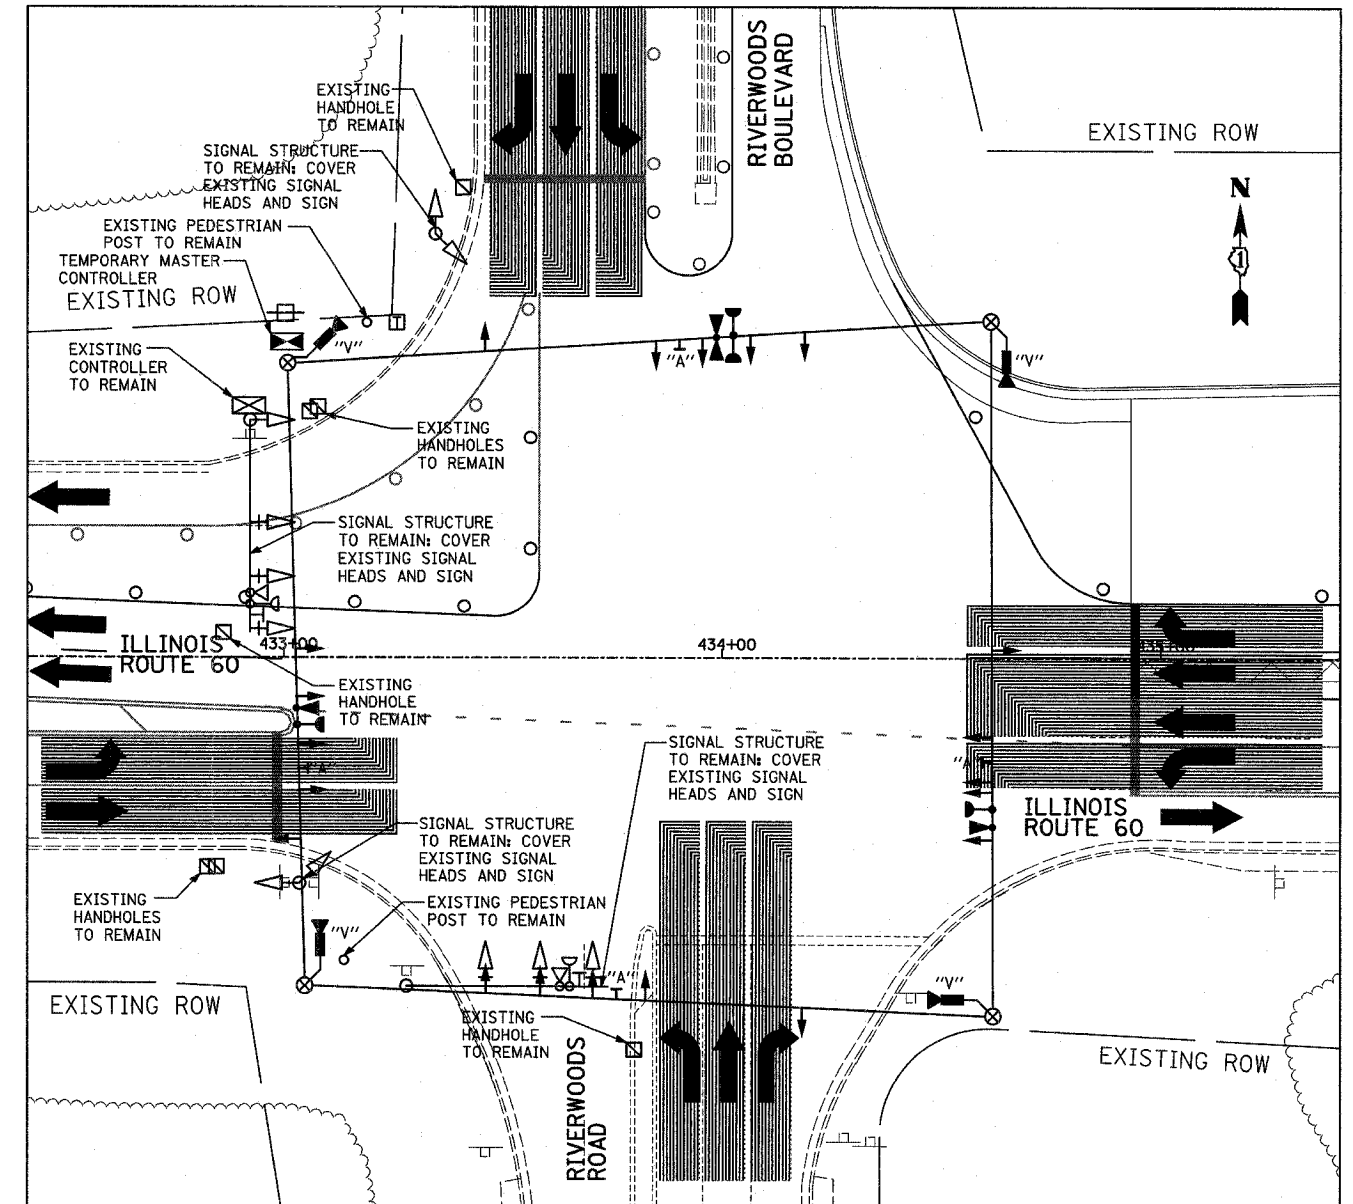 RIVERWOODS
BOULEVARD
EXISTING
HANDHOLE
TO REMAIN
SIGNAL STRUCTURE
TO REMAIN: COVER
EXISTING SIGNAL
HEADS AND SIGN
EXISTING ROW
N
1
EXISTING PEDESTRIAN
POST TO REMAIN
TEMPORARY MASTER
CONTROLLER
EXISTING ROW
T
"V"
"A"
"V"
EXISTING
CONTROLLER
TO REMAIN
EXISTING
HANDHOLES
TO REMAIN
SIGNAL STRUCTURE
TO REMAIN: COVER
EXISTING SIGNAL
HEADS AND SIGN
ILLINOIS
ROUTE 60
433+00
434+00
EXISTING
HANDHOLE
TO REMAIN
SIGNAL STRUCTURE
TO REMAIN: COVER
EXISTING SIGNAL
HEADS AND SIGN
"A"
"A"
ILLINOIS
ROUTE 60
SIGNAL STRUCTURE
TO REMAIN: COVER
EXISTING SIGNAL
HEADS AND SIGN
EXISTING
HANDHOLES
TO REMAIN
EXISTING PEDESTRIAN
POST TO REMAIN
"V"
"A"
"V"
EXISTING ROW
EXISTING
HANDHOLE
TO REMAIN
RIVERWOODS
ROAD
EXISTING ROW